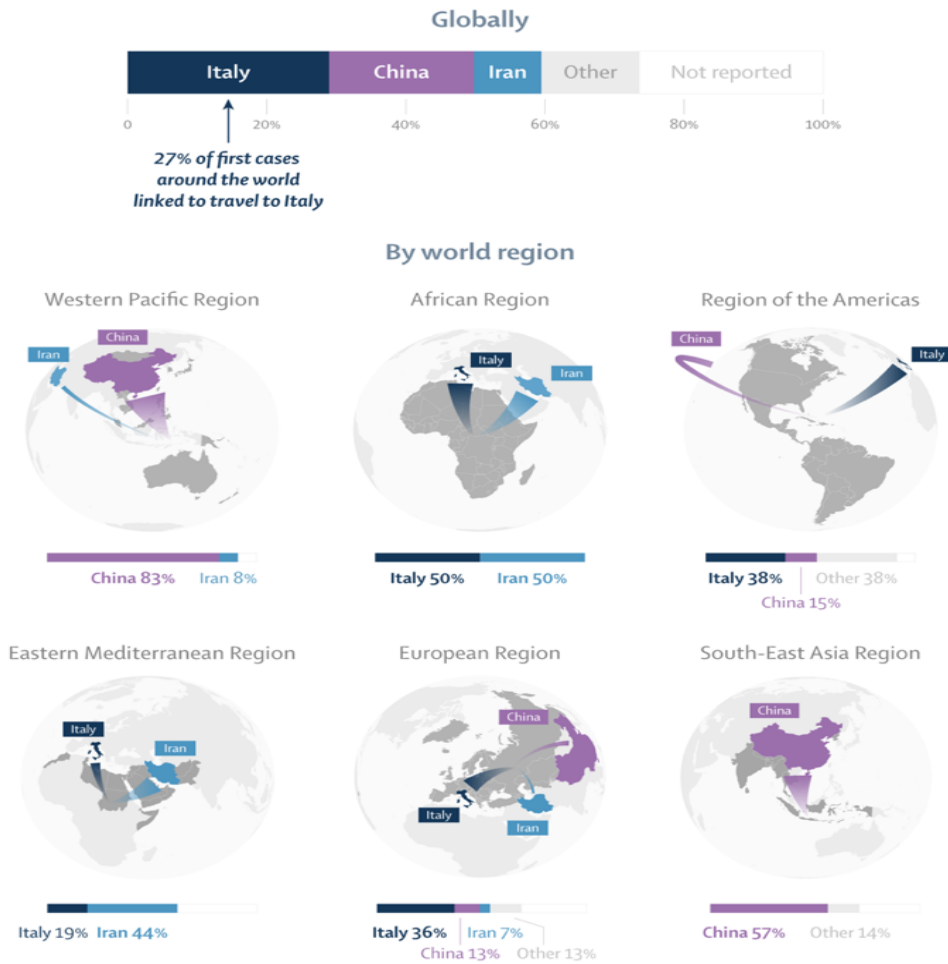 Globally
Italy China Iran Other Not reported
0 20% 40% 60% 80% 100%
27% of first cases
around the world
linked to travel to Italy
By world region
Western Pacific Region
China
Iran
China 83% Iran 8%
African Region
Italy
Iran
Italy 50% Iran 50%
Region of the Americas
China
Italy
Italy 38% Other 38%
China 15%
Eastern Mediterranean Region
Italy
Iran
Italy 19% Iran 44%
European Region
China
Italy
Iran
Italy 36% Iran 7%
China 13% Other 13%
South-East Asia Region
China
China 57% Other 14%